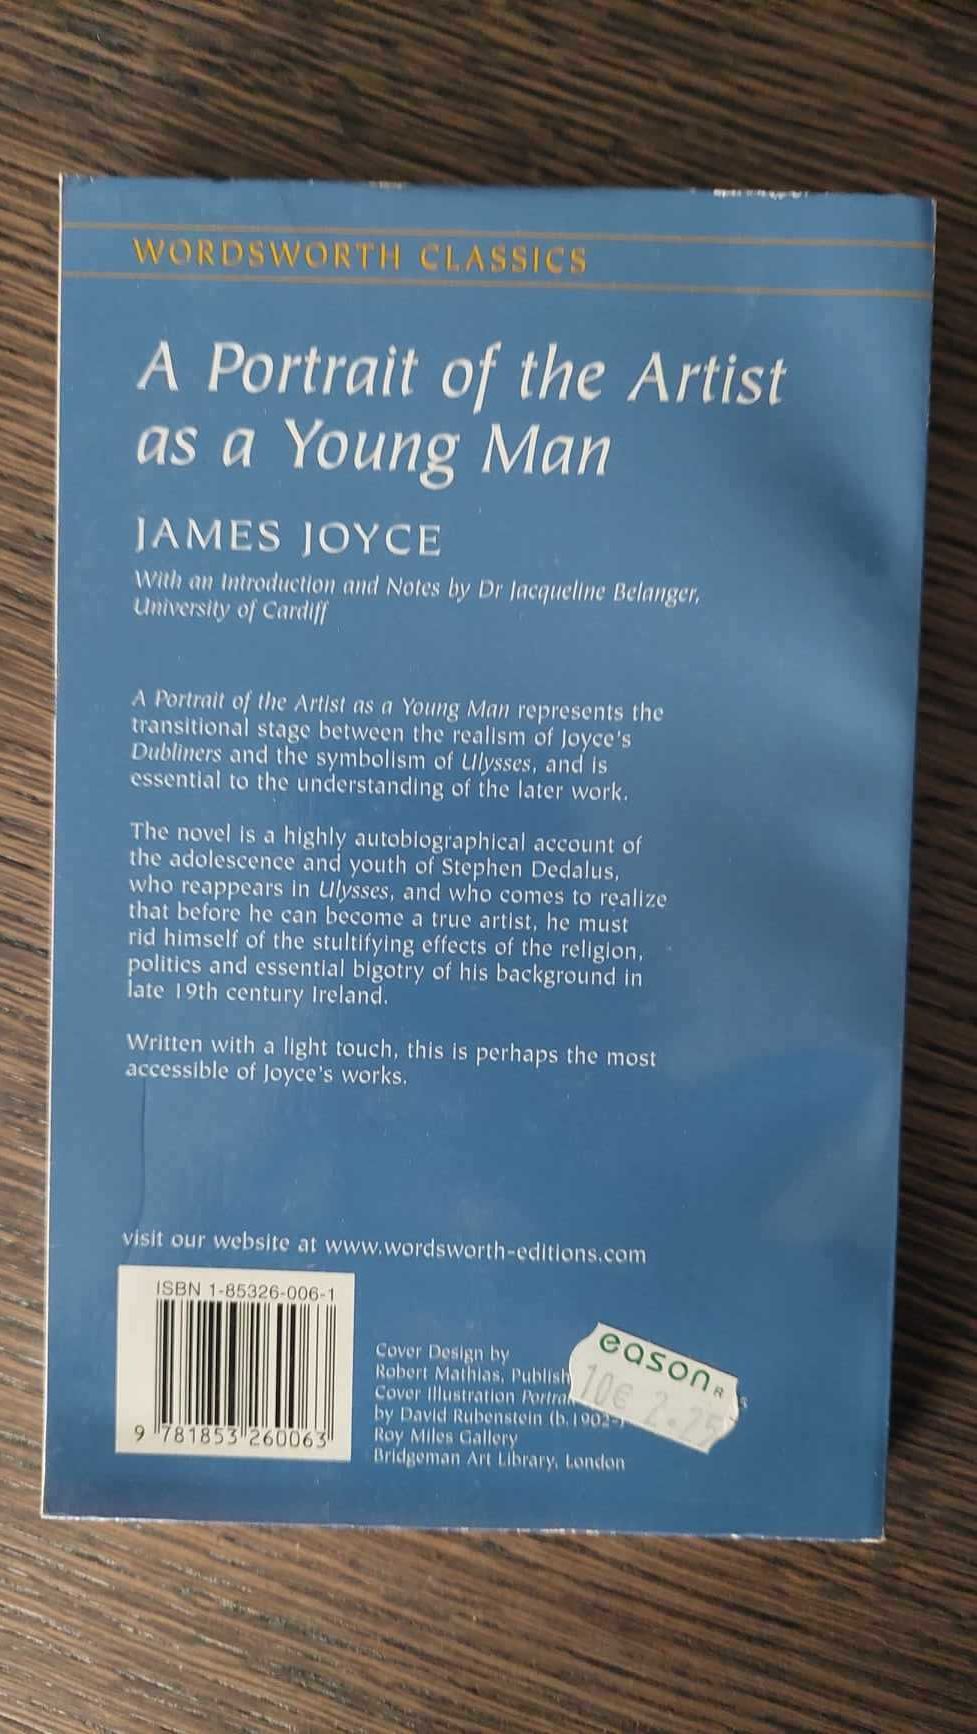 WORDSWORTH CLASSICS
A Portrait of the Artist
as a Young Man
JAMES JOYCE
With an Introduction and Notes by Dr Jacqueline Belanger,
University of Cardiff
A Portrait of the Artist as a Young Man represents the
transitional stage between the realism of Joyce's
Dubliners and the symbolism of Ulysses, and is
essential to the understanding of the later work.
The novel is a highly autobiographical account of
the adolescence and youth of Stephen Dedalus,
who reappears in Ulysses, and who comes to realize
that before he can become a true artist, he must
rid himself of the stultifying effects of the religion,
politics and essential bigotry of his background in
late 19th century Ireland.
Written with a light touch, this is perhaps the most
accessible of Joyce's works.
visit our website at www.wordsworth-editions.com
ISBN 1-85326-006-1
9 781853 260063
Cover Design by
Robert Mathias, Publish
Cover Illustration
by David Rubenstein (b.1902-
Roy Miles Gallery
Bridgeman Art Library, London
eason
10€ 2.25